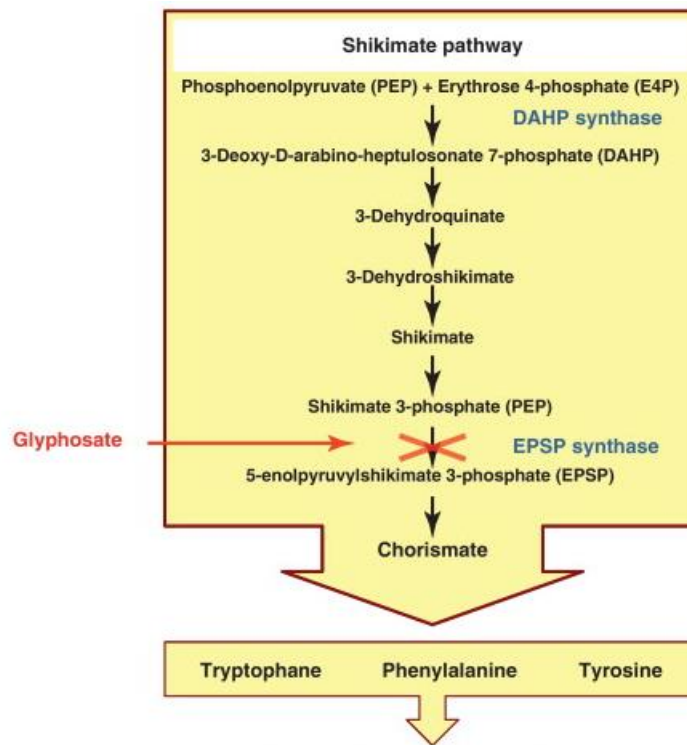 Shikimate pathway
Phosphoenolpyruvate (PEP) + Erythrose 4-phosphate (E4P)
DAHP synthase
3-Deoxy-D-arabino-heptulosonate 7-phosphate (DAHP)
3-Dehydroquinate
3-Dehydroshikimate
Shikimate
Shikimate 3-phosphate (PEP)
Glyphosate
EPSP synthase
5-enolpyruvylshikimate 3-phosphate (EPSP)
Chorismate
Tryptophane Phenylalanine Tyrosine